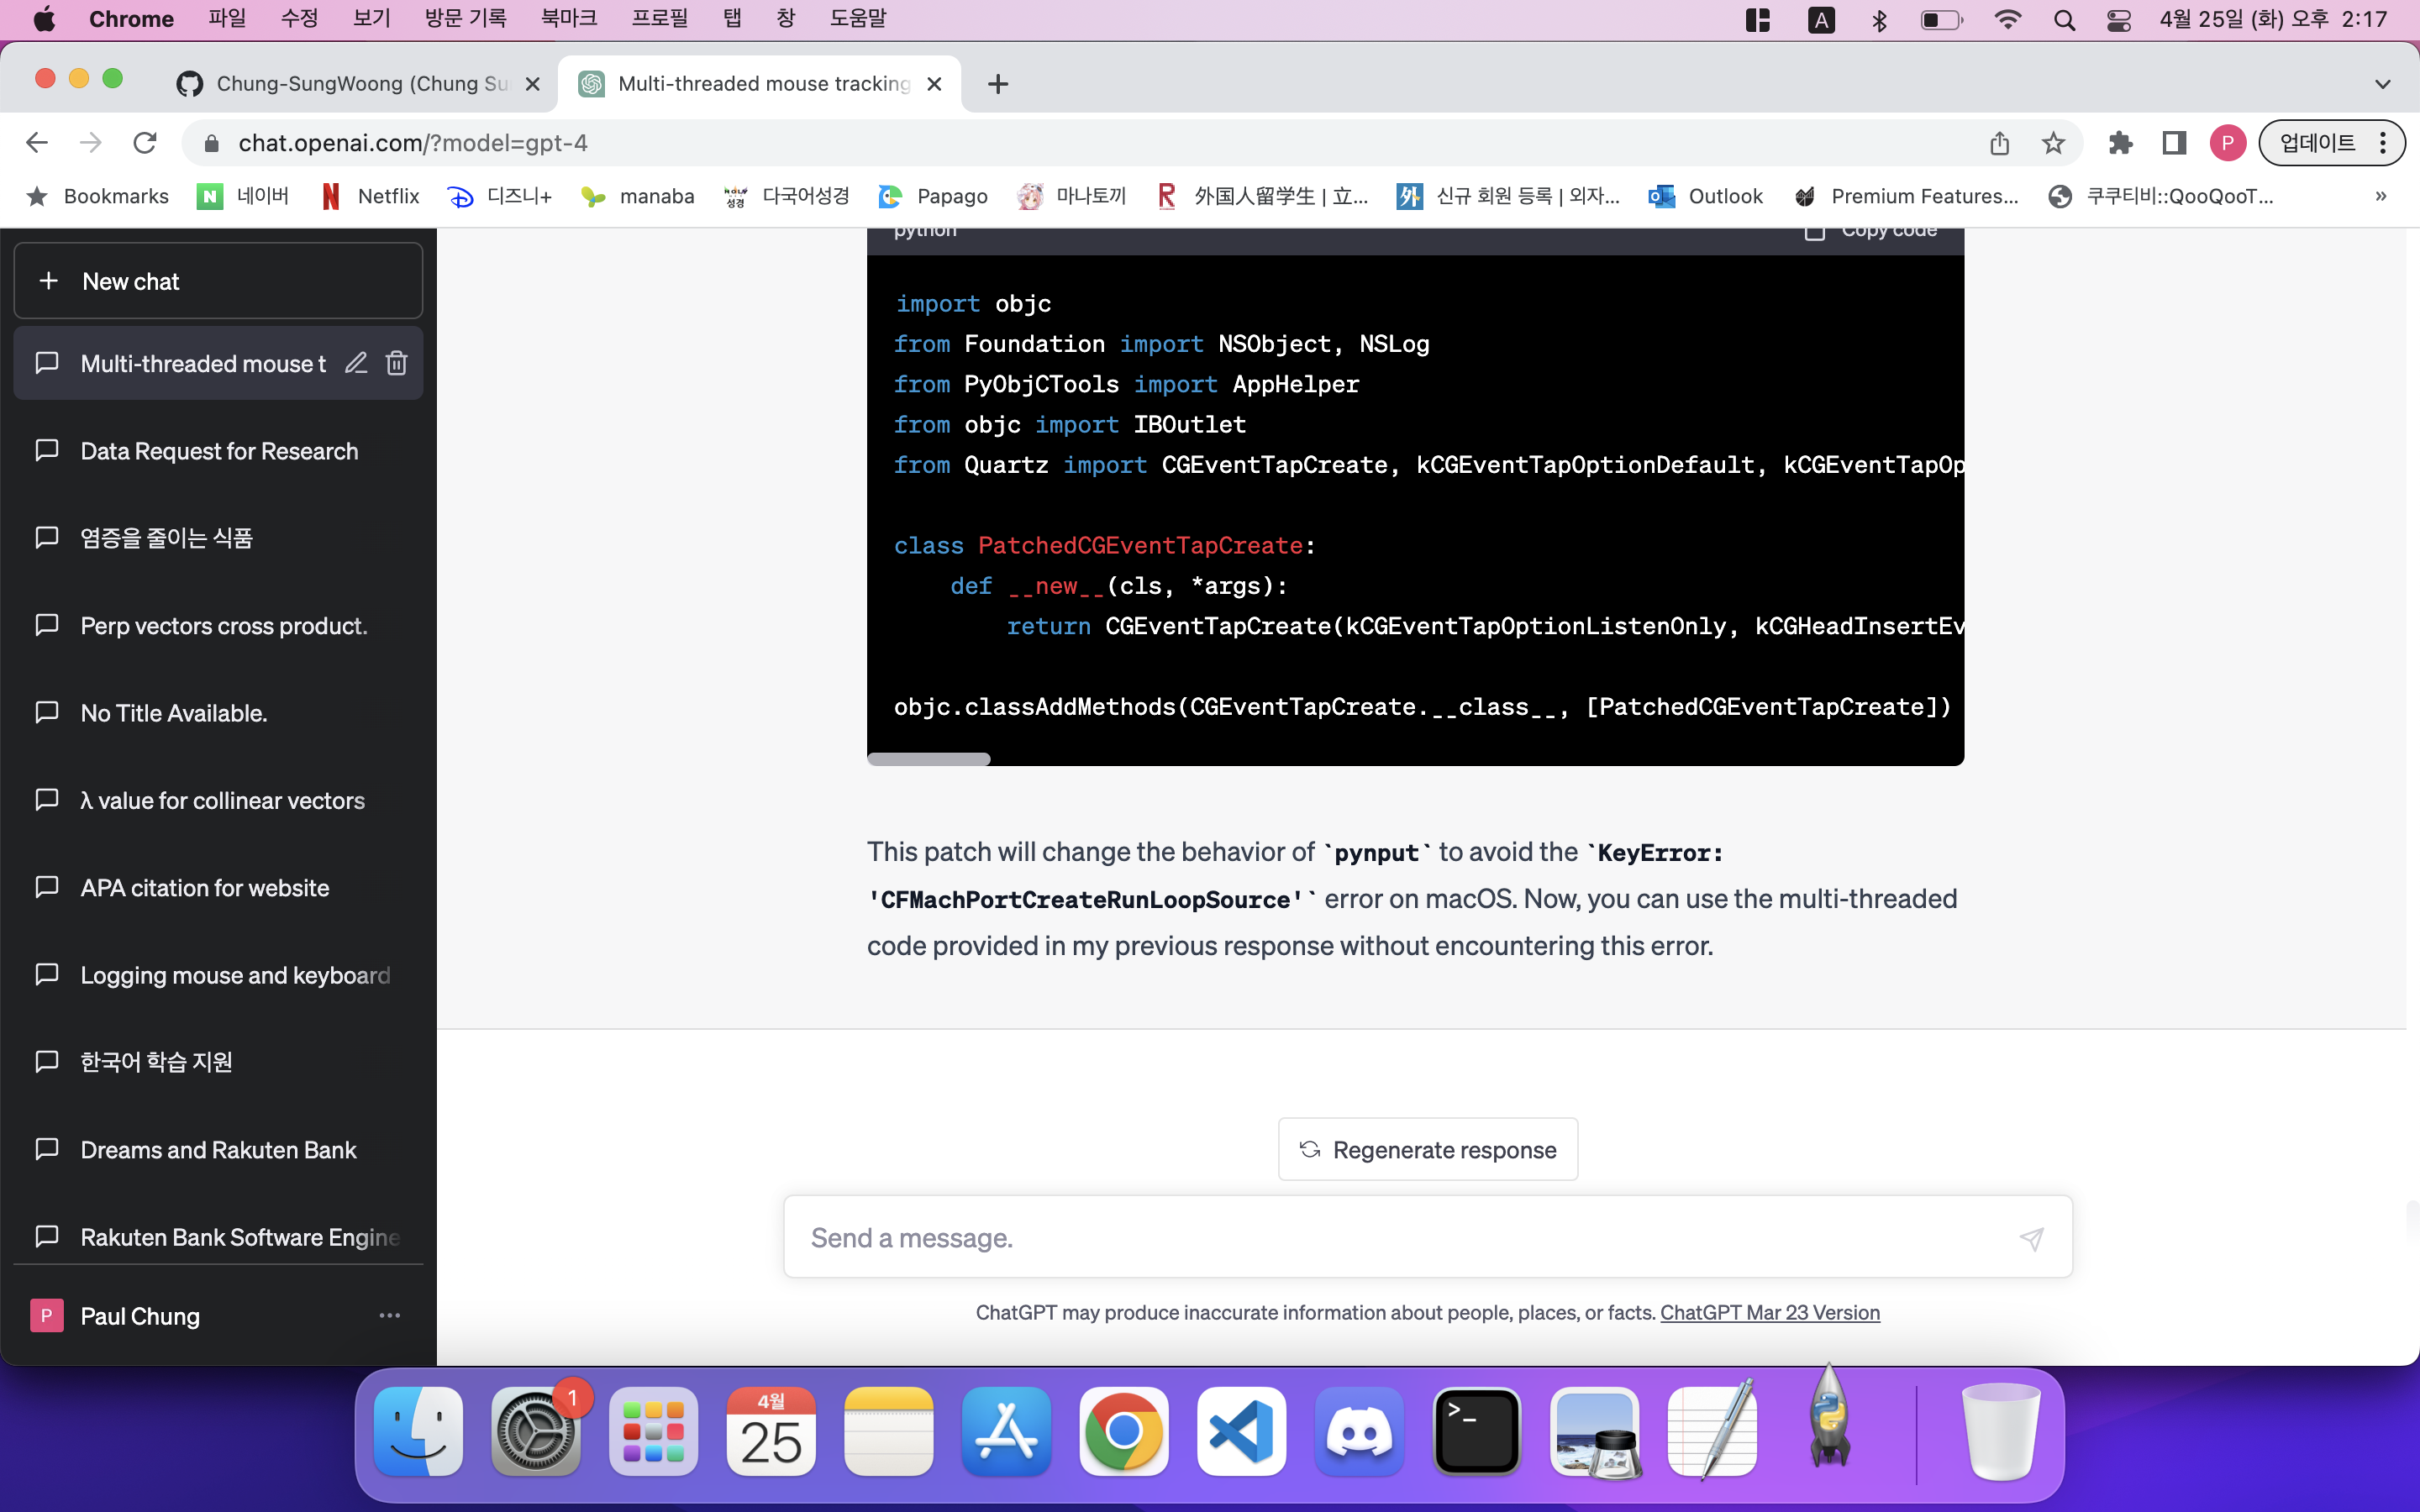 Chrome 파일 수정 보기 방문 기록 북마크 프로필 탭 창 도움말 A 4월 25일 (화) 오후 2:17
Chung-SungWoong (Chung Su
Multi-threaded mouse tracking
chat.openai.com/?model=gpt-4
P 업데이트
Bookmarks 네이버 Netflix 디즈니+ manaba 다국어성경 Papago 마나토끼 外国人留学生 | 立... 신규 회원 등록 | 외자... Outlook Premium Features... 쿠쿠티비::QooQooT... »
New chat
Multi-threaded mouse t
Data Request for Research
염증을 줄이는 식품
Perp vectors cross product.
No Title Available.
λ value for collinear vectors
APA citation for website
Logging mouse and keyboard
한국어 학습 지원
Dreams and Rakuten Bank
Rakuten Bank Software Engine
P Paul Chung ···
python Copy code
import objc
from Foundation import NSObject, NSLog
from PyObjCTools import AppHelper
from objc import IBOutlet
from Quartz import CGEventTapCreate, kCGEventTapOptionDefault, kCGEventTapOp
class PatchedCGEventTapCreate:
    def __new__(cls, *args):
        return CGEventTapCreate(kCGEventTapOptionListenOnly, kCGHeadInsertEv
objc.classAddMethods(CGEventTapCreate.__class__, [PatchedCGEventTapCreate])
This patch will change the behavior of `pynput` to avoid the `KeyError:
'CFMachPortCreateRunLoopSource'` error on macOS. Now, you can use the multi-threaded
code provided in my previous response without encountering this error.
Regenerate response
Send a message.
ChatGPT may produce inaccurate information about people, places, or facts. ChatGPT Mar 23 Version
1
4월
25
>_